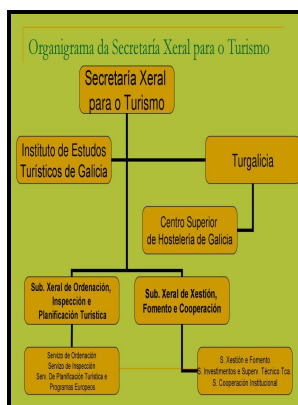 Organigrama da Secretaría Xeral para o Turismo
Secretaría Xeral
para o Turismo
Instituto de Estudos
Turísticos de Galicia
Turgalicia
Centro Superior
de Hostelería de Galicia
Sub. Xeral de Ordenación,
Inspección e
Planificación Turística
Sub. Xeral de Xestión,
Fomento e Cooperación
Servizo de Ordenación
Servizo de Inspección
Serv. De Planificación Turística e
Programas Europeos
S. Xestión e Fomento
S. Investimentos e Superv. Técnico Tca.
S. Cooperación Institucional